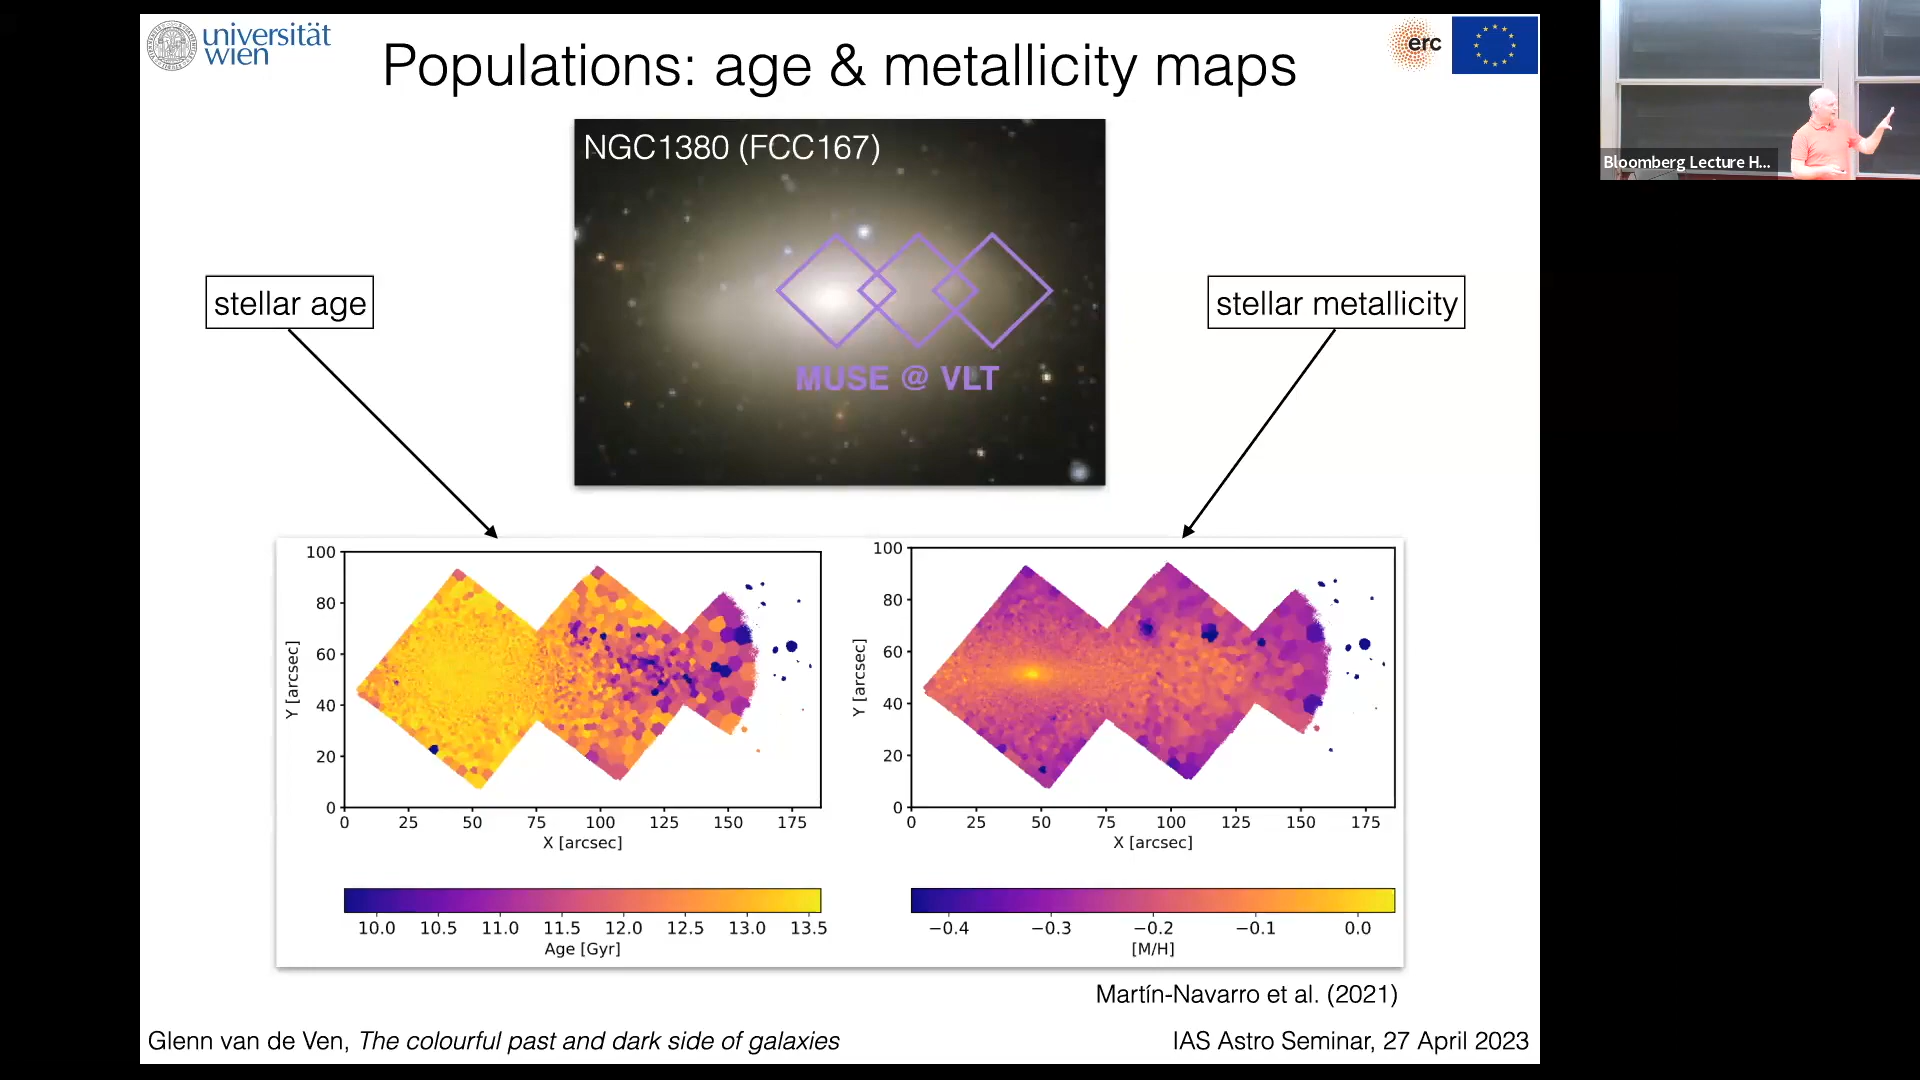 universität
wien
Populations: age & metallicity maps
erc
Bloomberg Lecture H...
NGC1380 (FCC167)
MUSE @ VLT
stellar age
stellar metallicity
100
80
60
40
20
0
Y [arcsec]
0 25 50 75 100 125 150 175
X [arcsec]
10.0 10.5 11.0 11.5 12.0 12.5 13.0 13.5
Age [Gyr]
100
80
60
40
20
0
Y [arcsec]
0 25 50 75 100 125 150 175
X [arcsec]
−0.4 −0.3 −0.2 −0.1 0.0
[M/H]
Martín-Navarro et al. (2021)
Glenn van de Ven, The colourful past and dark side of galaxies
IAS Astro Seminar, 27 April 2023